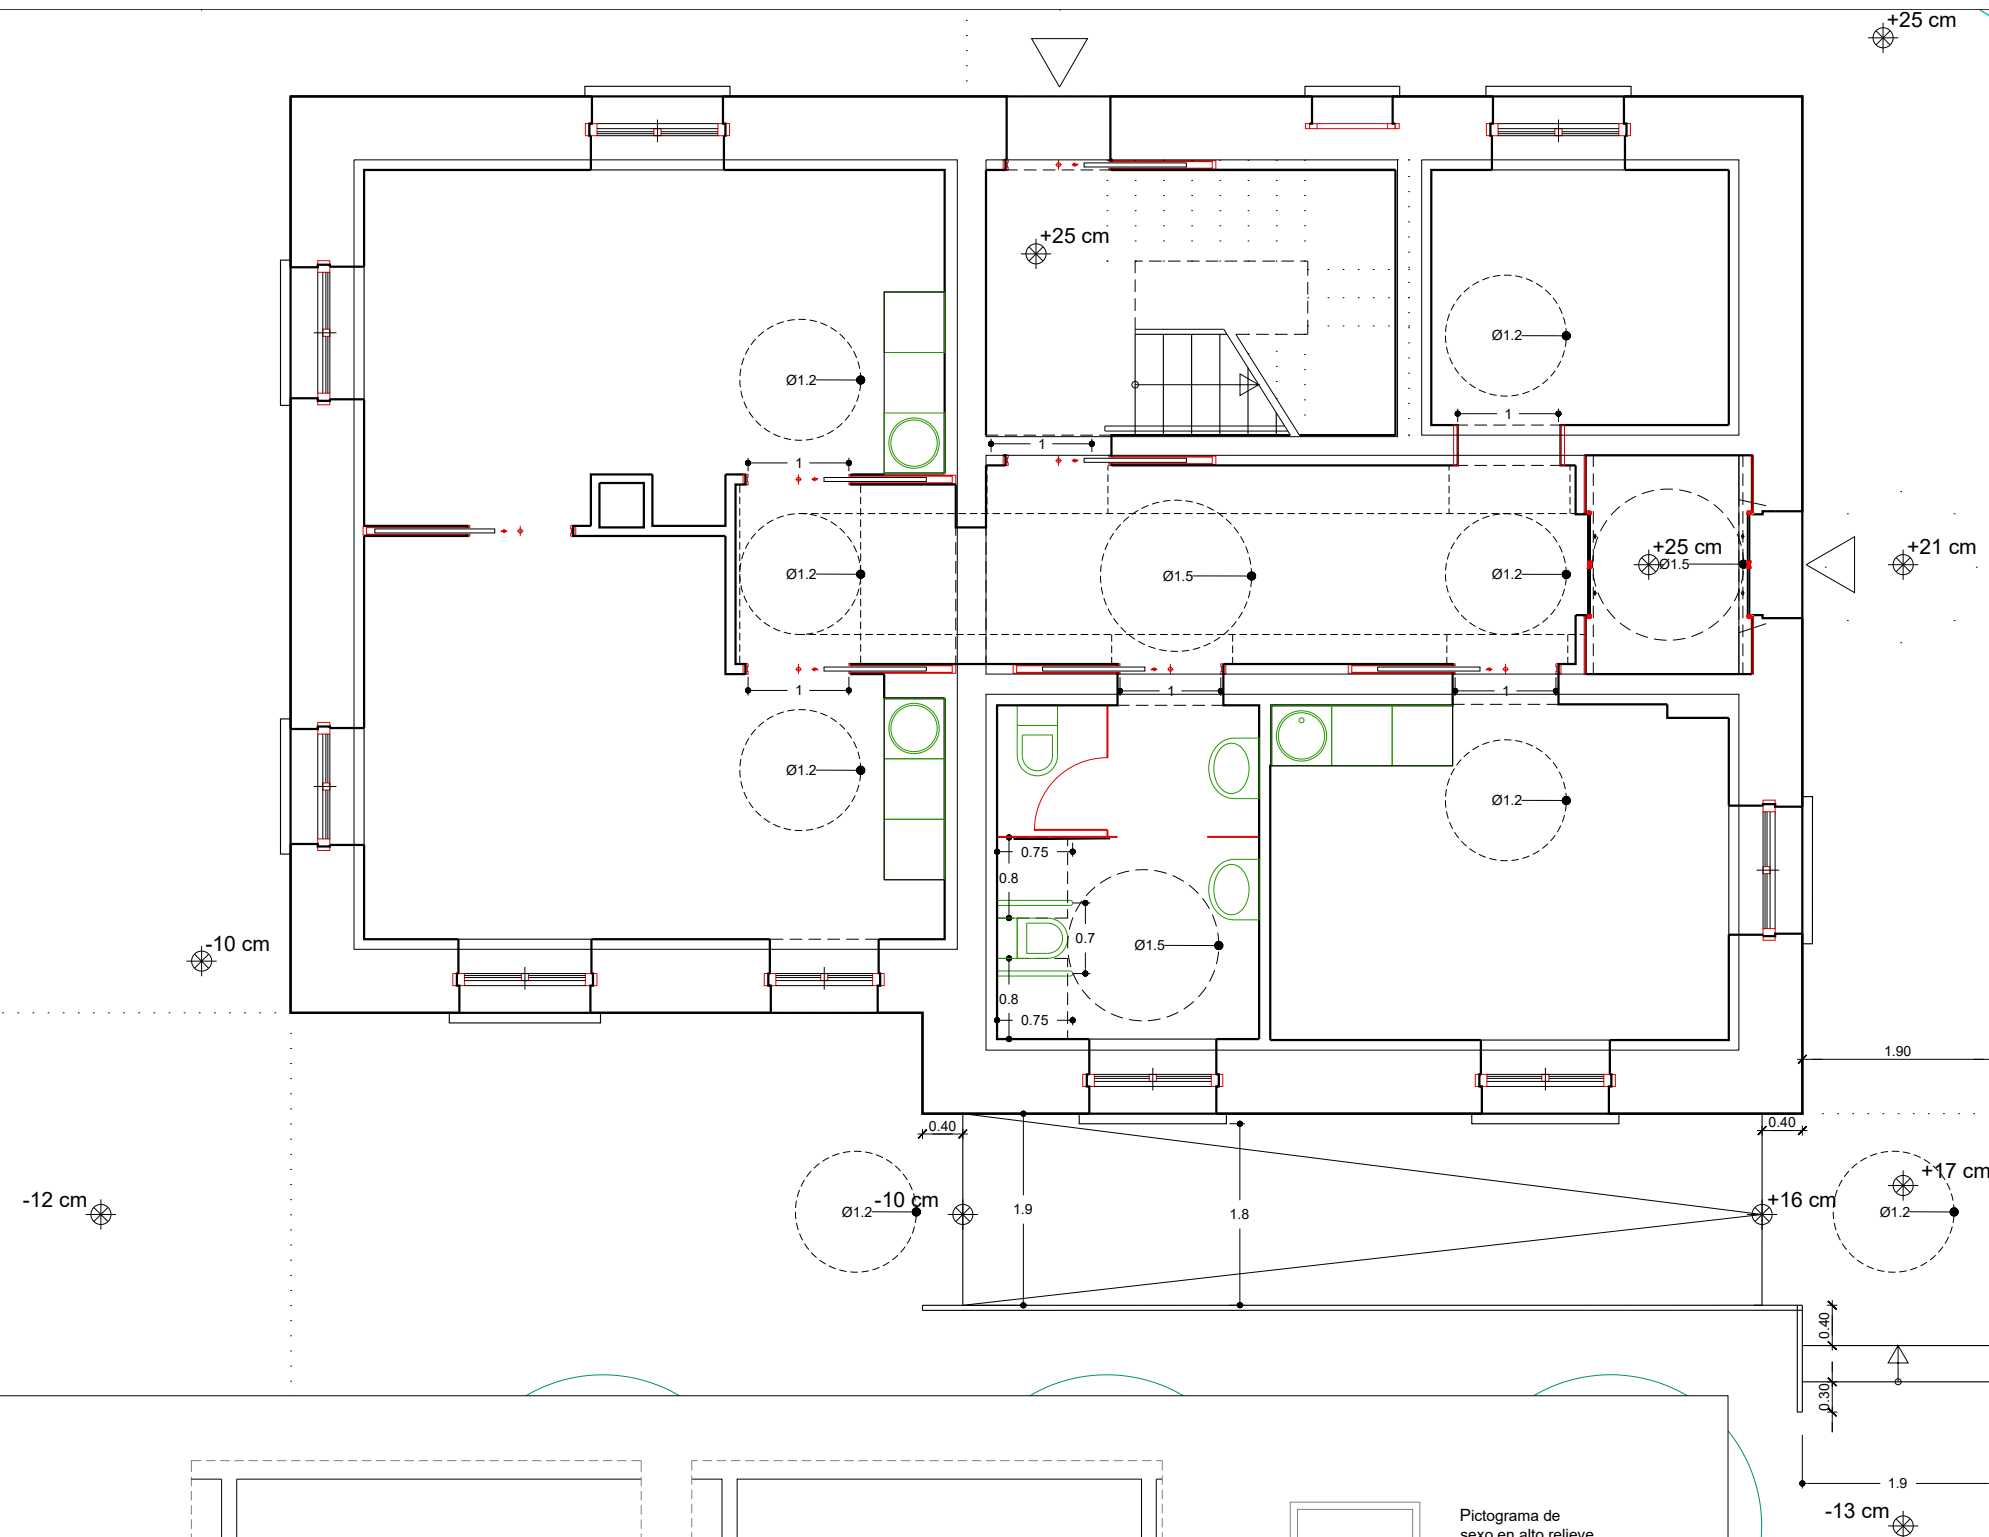 +25 cm
+25 cm
Ø1.2
Ø1.2
1
1
1
Ø1.2
Ø1.5
Ø1.2
+25 cm
Ø1.5
+21 cm
1
1
1
Ø1.2
Ø1.2
0.75
0.8
0.7
Ø1.5
0.8
0.75
-10 cm
1.90
0.40
0.40
-12 cm
Ø1.2
-10 cm
1.9
1.8
+16 cm
+17 cm
Ø1.2
0.40
0.30
1.9
-13 cm
Pictograma de
sexo en alto relieve